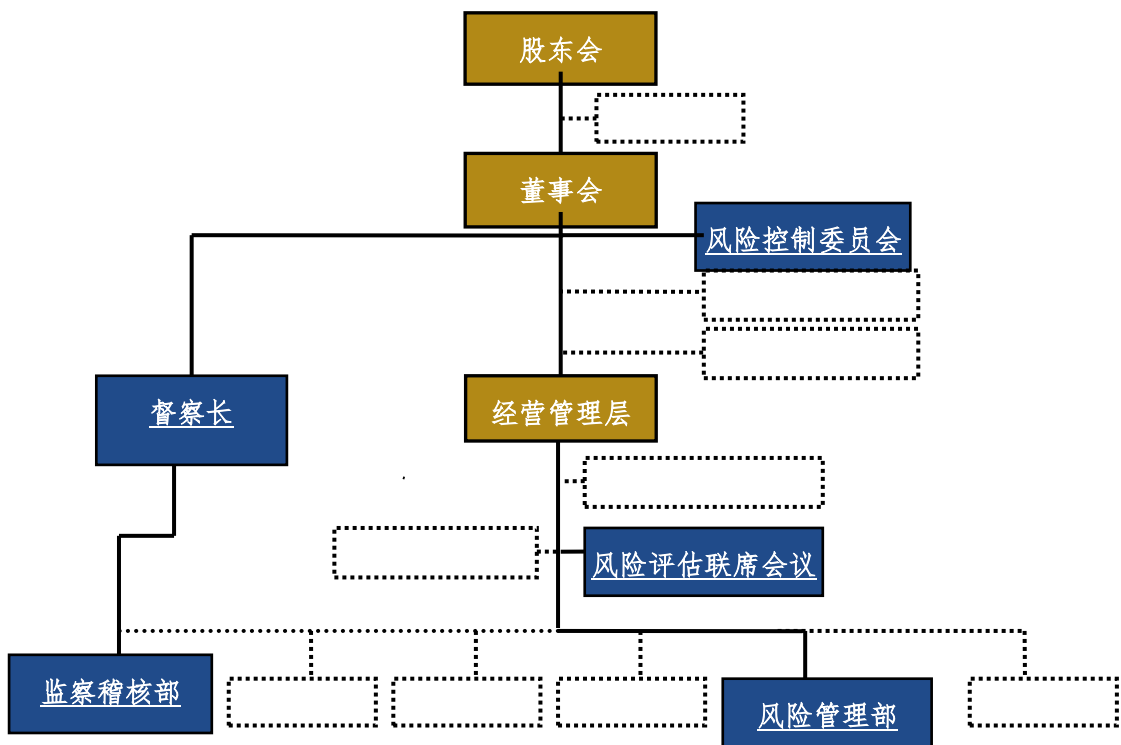 股东会
董事会
风险控制委员会
督察长
经营管理层
风险评估联席会议
监察稽核部
风险管理部